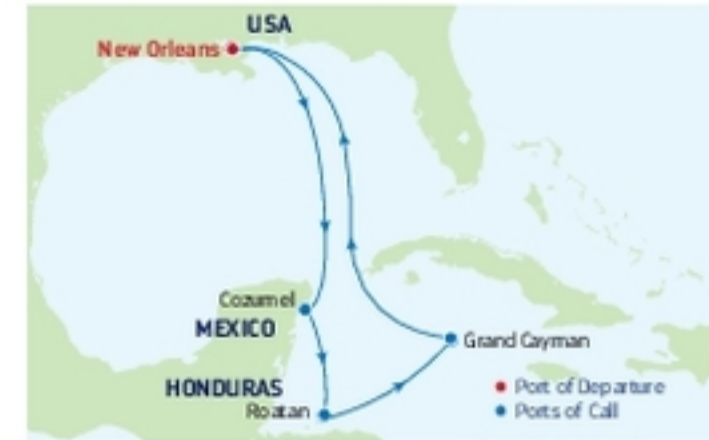 USA
New Orleans
Cozumel
MEXICO
Grand Cayman
HONDURAS
Roatan
Port of Departure
Ports of Call